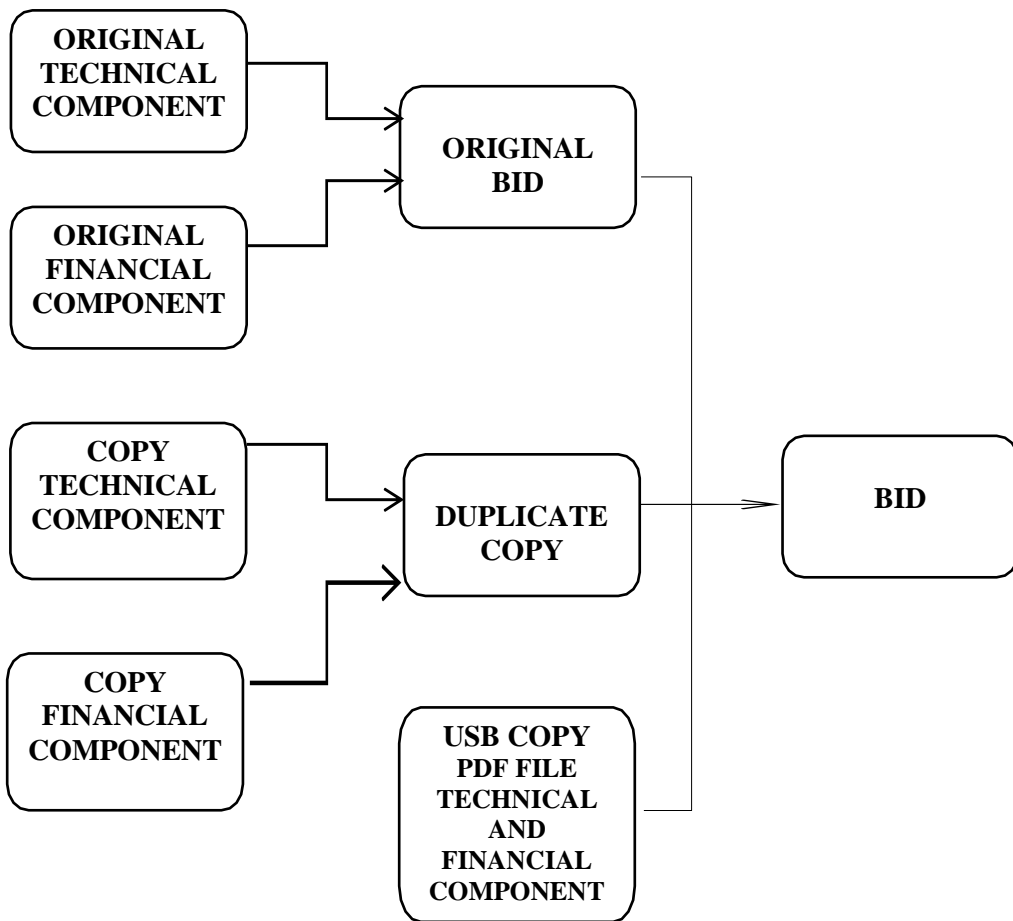 ORIGINAL
TECHNICAL
COMPONENT
ORIGINAL
FINANCIAL
COMPONENT
ORIGINAL
BID
COPY
TECHNICAL
COMPONENT
COPY
FINANCIAL
COMPONENT
DUPLICATE
COPY
USB COPY
PDF FILE
TECHNICAL
AND
FINANCIAL
COMPONENT
BID